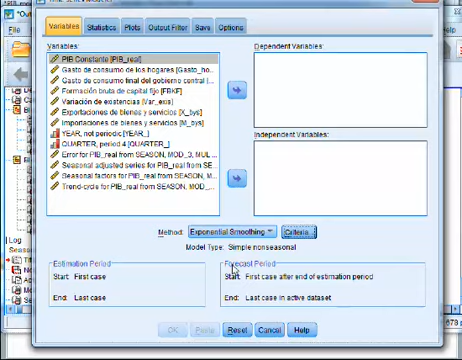 Variables
Statistics
Plots
Output Filter
Save
Options
Variables:
PIB Constante [PIB_real]
Gasto de consumo de los hogares [Gasto_ho...
Gasto de consumo final del gobierno central [...
Formación bruta de capital fijo [FBKF]
Variación de existencias [Var_exis]
Exportaciones de bienes y servicios [X_bys]
Importaciones de bienes y servicios [M_bys]
YEAR, not periodic [YEAR_]
QUARTER, period 4 [QUARTER_]
Error for PIB_real from SEASON, MOD_3, MUL...
Seasonal adjusted series for PIB_real from S...
Seasonal factors for PIB_real from SEASON, ...
Trend-cycle for PIB_real from SEASON, MOD...
Dependent Variables:
Independent Variables:
Method: Exponential Smoothing Criteria...
Model Type: Simple nonseasonal
Estimation Period
Start: First case
End: Last case
Forecast Period
Start: First case after end of estimation period
End: Last case in active dataset
OK
Paste
Reset
Cancel
Help
File
Log